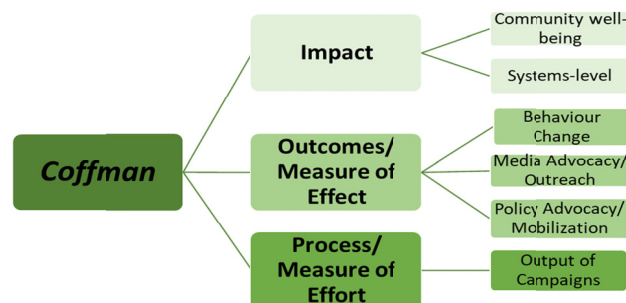 Community well-
being
Impact
Systems-level
Behaviour
Change
Outcomes/
Measure of
Effect
Coffman
Media Advocacy/
Outreach
Policy Advocacy/
Mobilization
Process/
Measure of
Effort
Output of
Campaigns